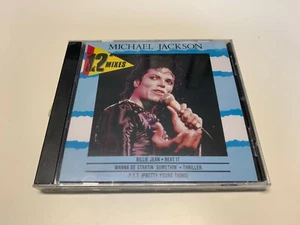 MICHAEL JACKSON
12"
MIXES
BILLIE JEAN • BEAT IT
WANNA BE STARTIN' SOMETHIN' • THRILLER
P.Y.T. (PRETTY YOUNG THING)